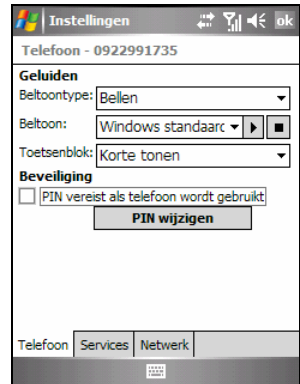 Instellingen ok
Telefoon - 0922991735
Geluiden
Beltoontype: Bellen
Beltoon: Windows standaarc
Toetsenblok: Korte tonen
Beveiliging
PIN vereist als telefoon wordt gebruikt
PIN wijzigen
Telefoon Services Netwerk